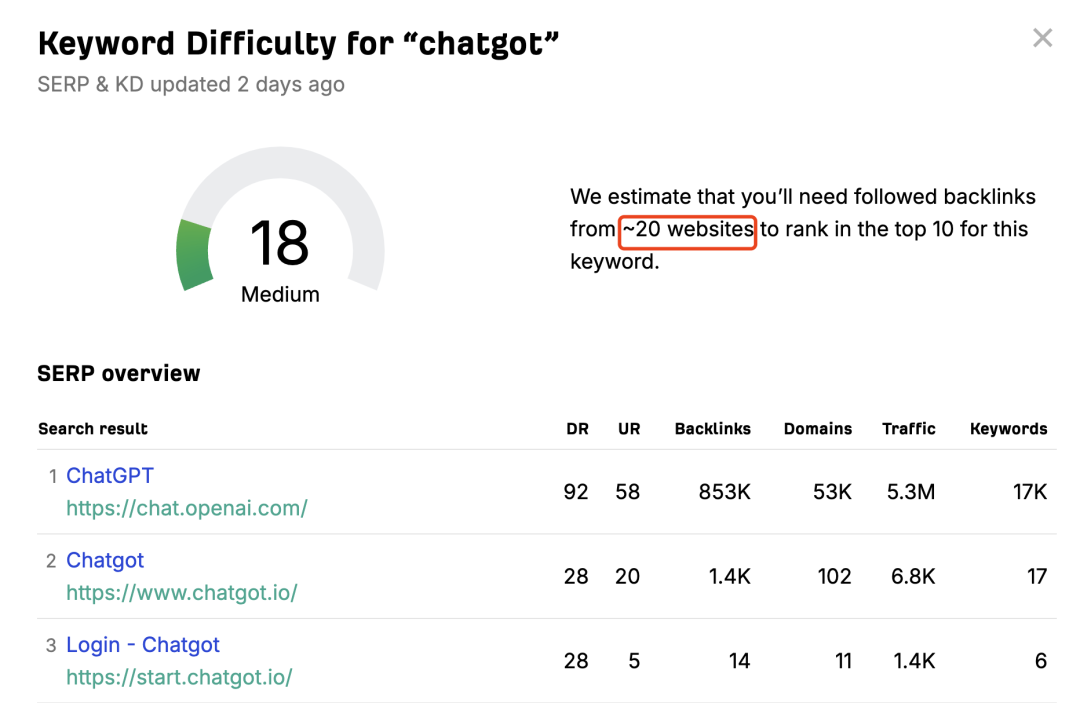 Keyword Difficulty for “chatgot”
SERP & KD updated 2 days ago
18
Medium
We estimate that you’ll need followed backlinks
from ~20 websites to rank in the top 10 for this
keyword.
SERP overview
Search result DR UR Backlinks Domains Traffic Keywords
1 ChatGPT
https://chat.openai.com/
92 58 853K 53K 5.3M 17K
2 Chatgot
https://www.chatgot.io/
28 20 1.4K 102 6.8K 17
3 Login - Chatgot
https://start.chatgot.io/
28 5 14 11 1.4K 6